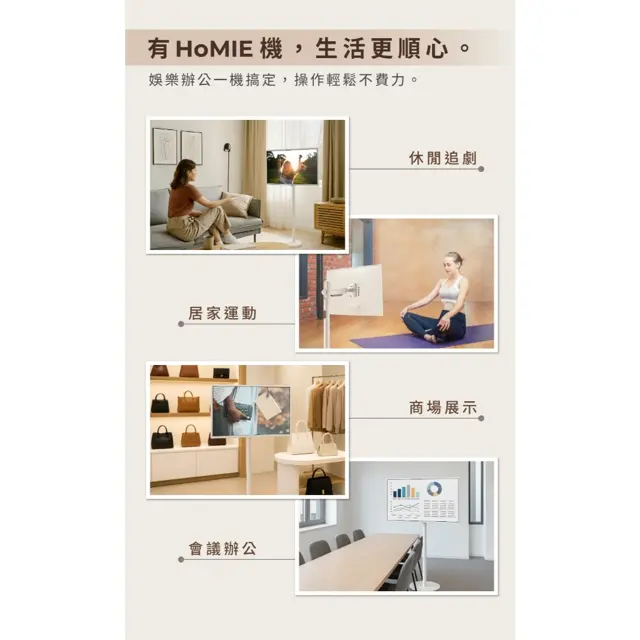 有 HoMIE 機，生活更順心。
娛樂辦公一機搞定，操作輕鬆不費力。
休閒追劇
居家運動
商場展示
會議辦公